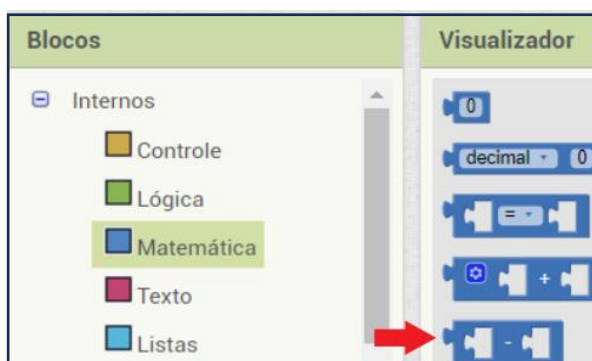 Blocos
Visualizador
Internos
Controle
Lógica
Matemática
Texto
Listas
0
decimal 0
=
+
-